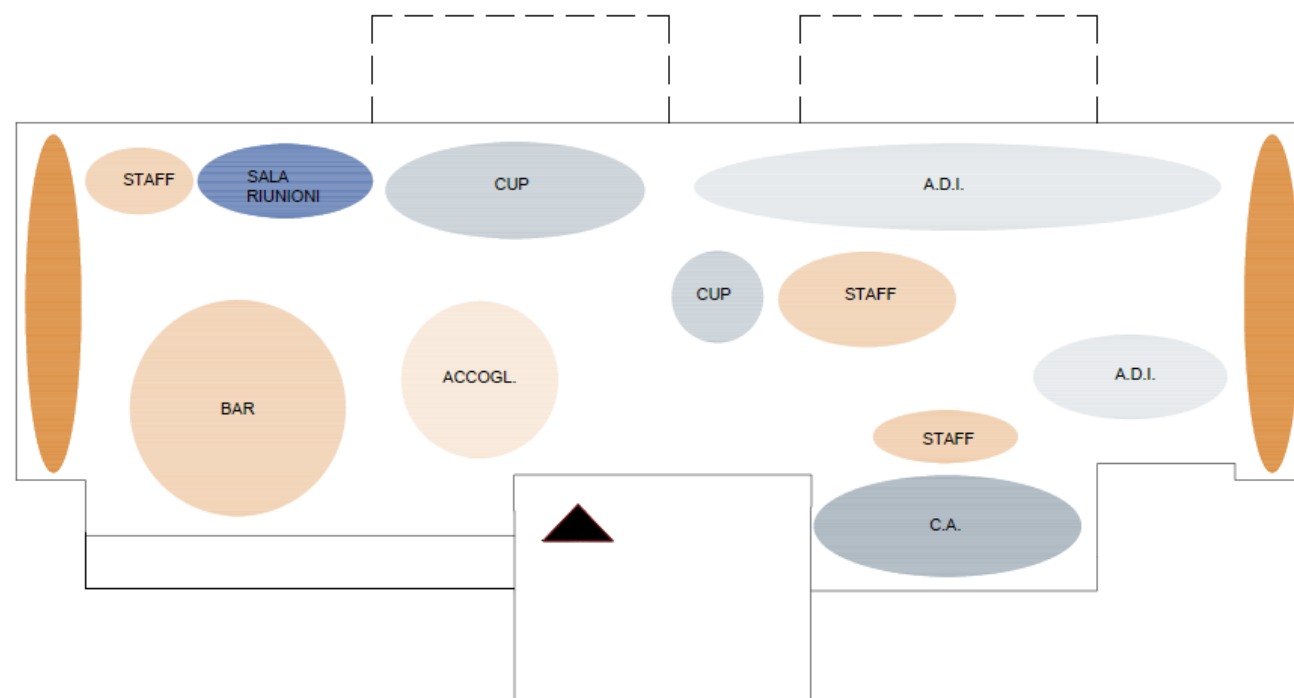 STAFF
SALA
RIUNIONI
CUP
A.D.I.
CUP
STAFF
A.D.I.
ACCOGL.
BAR
STAFF
C.A.